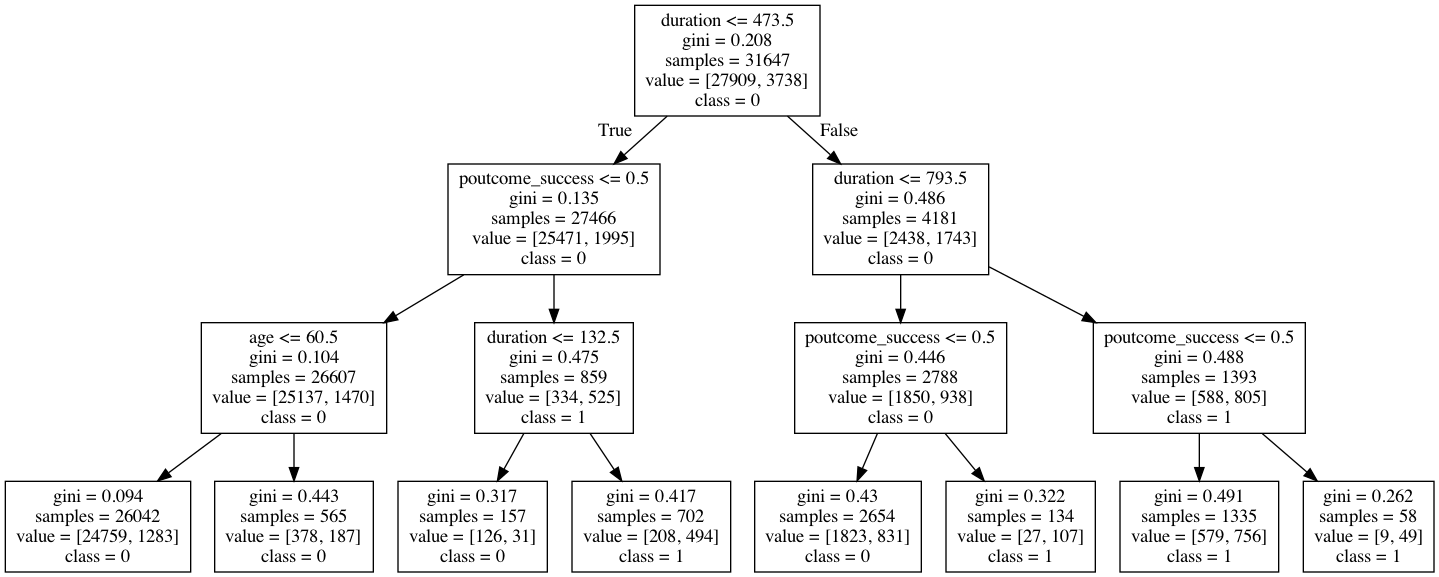 duration <= 473.5
gini = 0.208
samples = 31647
value = [27909, 3738]
class = 0
True
False
poutcome_success <= 0.5
gini = 0.135
samples = 27466
value = [25471, 1995]
class = 0
duration <= 793.5
gini = 0.486
samples = 4181
value = [2438, 1743]
class = 0
age <= 60.5
gini = 0.104
samples = 26607
value = [25137, 1470]
class = 0
duration <= 132.5
gini = 0.475
samples = 859
value = [334, 525]
class = 1
poutcome_success <= 0.5
gini = 0.446
samples = 2788
value = [1850, 938]
class = 0
poutcome_success <= 0.5
gini = 0.488
samples = 1393
value = [588, 805]
class = 1
gini = 0.094
samples = 26042
value = [24759, 1283]
class = 0
gini = 0.443
samples = 565
value = [378, 187]
class = 0
gini = 0.317
samples = 157
value = [126, 31]
class = 0
gini = 0.417
samples = 702
value = [208, 494]
class = 1
gini = 0.43
samples = 2654
value = [1823, 831]
class = 0
gini = 0.322
samples = 134
value = [27, 107]
class = 1
gini = 0.491
samples = 1335
value = [579, 756]
class = 1
gini = 0.262
samples = 58
value = [9, 49]
class = 1